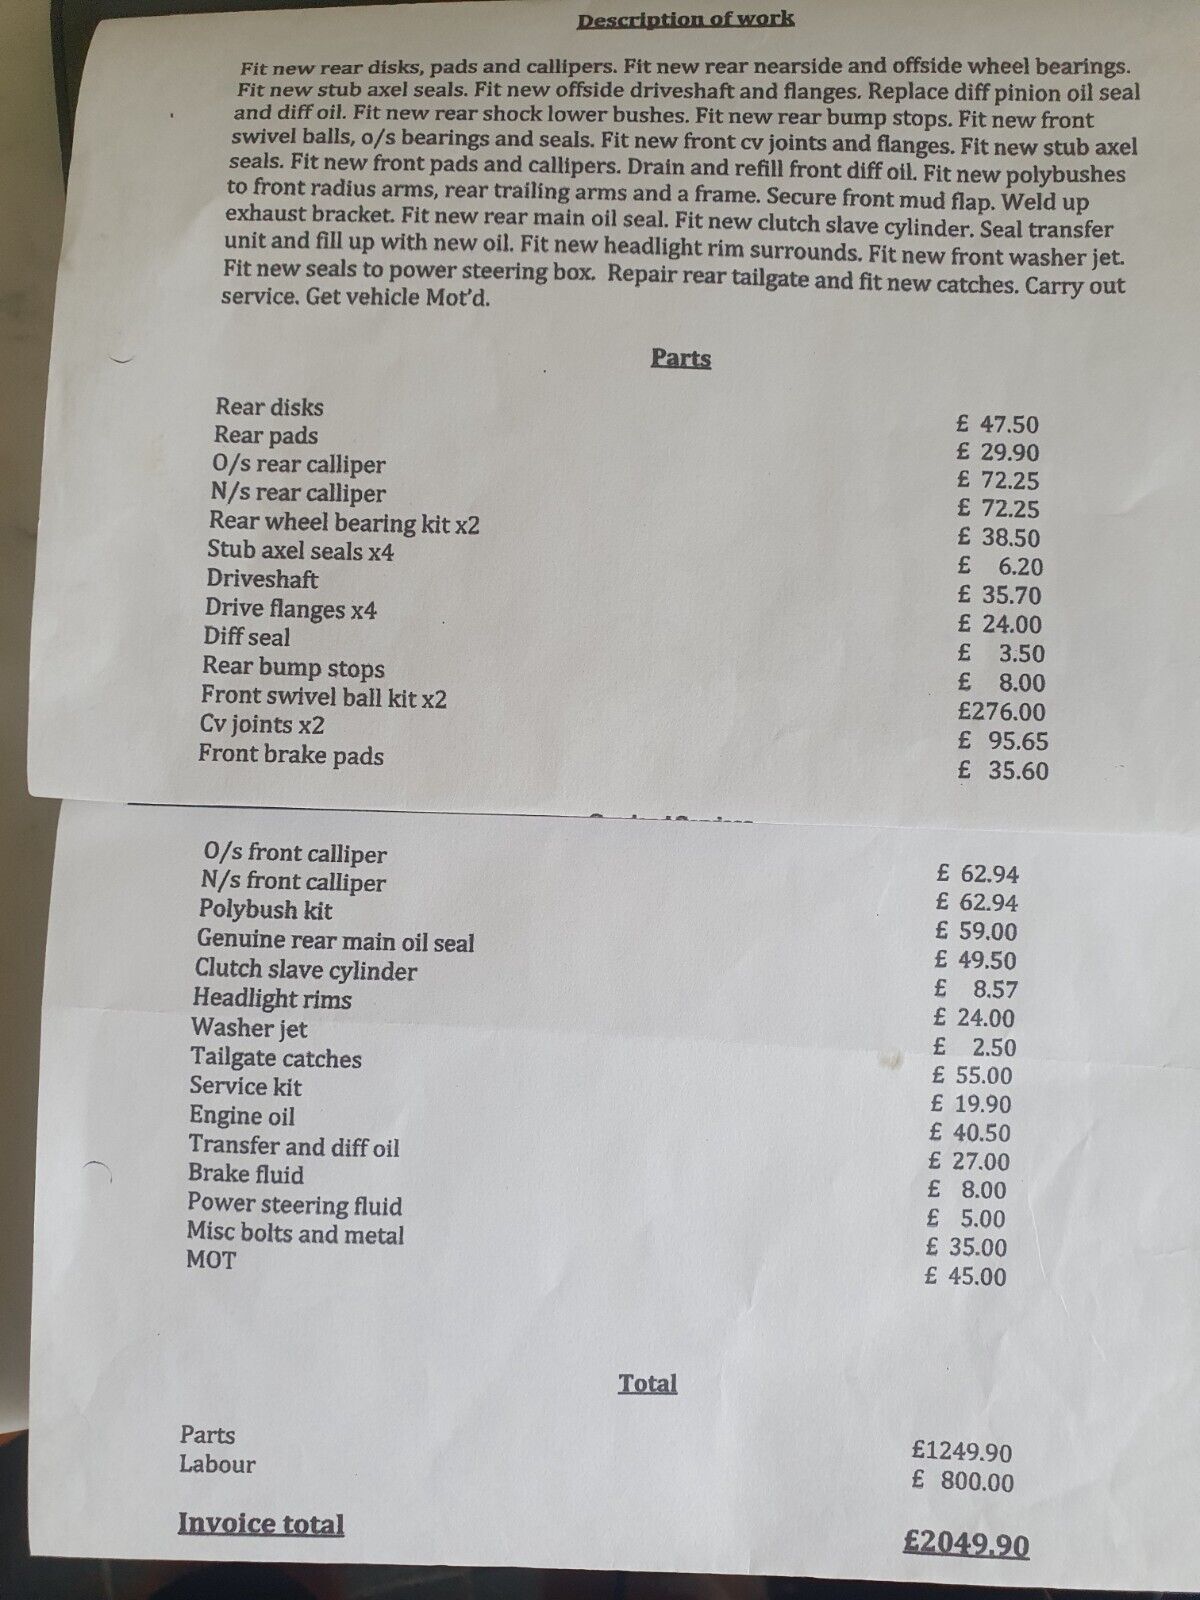 Description of work
Fit new rear disks, pads and callipers. Fit new rear nearside and offside wheel bearings.
Fit new stub axel seals. Fit new offside driveshaft and flanges. Replace diff pinion oil seal
and diff oil. Fit new rear shock lower bushes. Fit new rear bump stops. Fit new front
swivel balls, o/s bearings and seals. Fit new front cv joints and flanges. Fit new stub axel
seals. Fit new front pads and callipers. Drain and refill front diff oil. Fit new polybushes
to front radius arms, rear trailing arms and a frame. Secure front mud flap. Weld up
exhaust bracket. Fit new rear main oil seal. Fit new clutch slave cylinder. Seal transfer
unit and fill up with new oil. Fit new headlight rim surrounds. Fit new front washer jet.
Fit new seals to power steering box. Repair rear tailgate and fit new catches. Carry out
service. Get vehicle Mot'd.
Parts
Rear disks £ 47.50
Rear pads £ 29.90
O/s rear calliper £ 72.25
N/s rear calliper £ 72.25
Rear wheel bearing kit x2 £ 38.50
Stub axel seals x4 £ 6.20
Driveshaft £ 35.70
Drive flanges x4 £ 24.00
Diff seal £ 3.50
Rear bump stops £ 8.00
Front swivel ball kit x2 £276.00
Cv joints x2 £ 95.65
Front brake pads £ 35.60
O/s front calliper £ 62.94
N/s front calliper £ 62.94
Polybush kit £ 59.00
Genuine rear main oil seal £ 49.50
Clutch slave cylinder £ 8.57
Headlight rims £ 24.00
Washer jet £ 2.50
Tailgate catches £ 55.00
Service kit £ 19.90
Engine oil £ 40.50
Transfer and diff oil £ 27.00
Brake fluid £ 8.00
Power steering fluid £ 5.00
Misc bolts and metal £ 35.00
MOT £ 45.00
Total
Parts £1249.90
Labour £ 800.00
Invoice total £2049.90